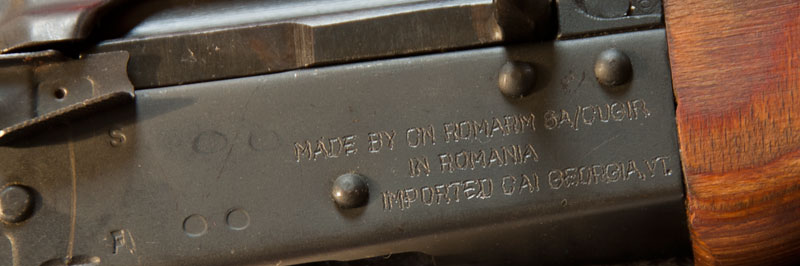 S
MADE BY CN ROMARM SA/CUGIR
IN ROMANIA
IMPORTED CAI GEORGIA, VT.